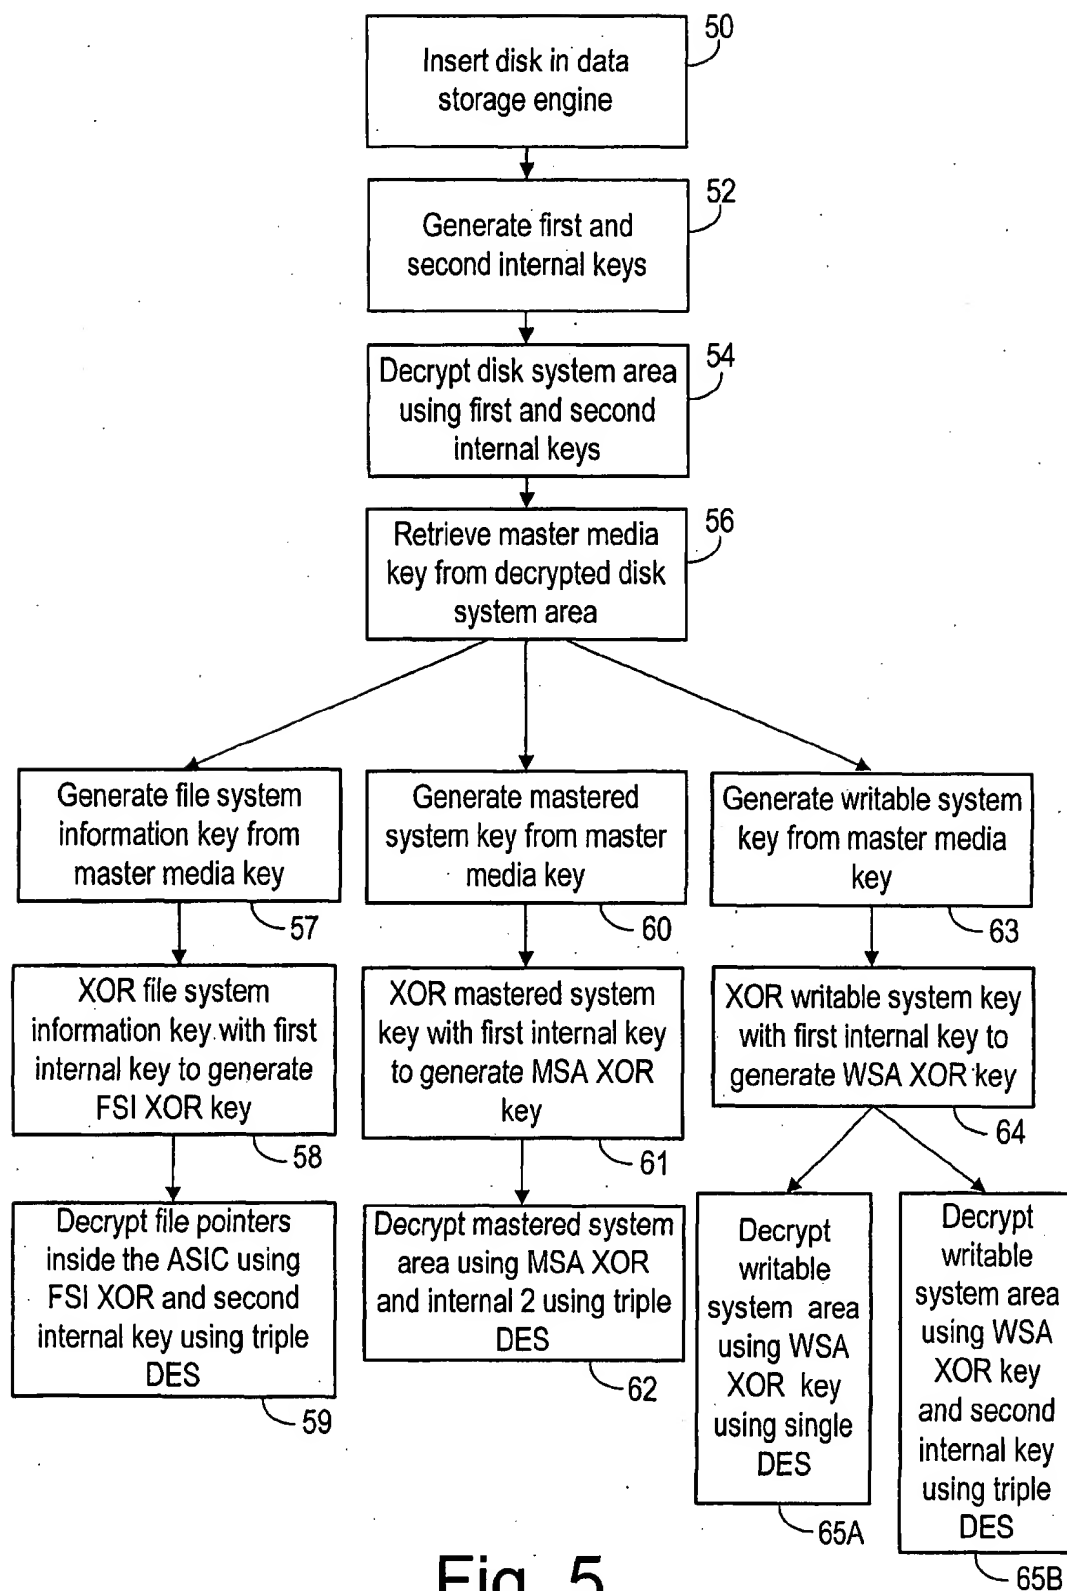 50
Insert disk in data
storage engine
52
Generate first and
second internal keys
54
Decrypt disk system area
using first and second
internal keys
56
Retrieve master media
key from decrypted disk
system area
Generate file system
information key from
master media key
57
Generate mastered
system key from master
media key
60
Generate writable system
key from master media
key
63
XOR file system
information key with first
internal key to generate
FSI XOR key
58
XOR mastered system
key with first internal key
to generate MSA XOR
key
61
XOR writable system key
with first internal key to
generate WSA XOR key
64
Decrypt file pointers
inside the ASIC using
FSI XOR and second
internal key using triple
DES
59
Decrypt mastered system
area using MSA XOR
and internal 2 using triple
DES
62
Decrypt
writable
system area
using WSA
XOR key
using single
DES
65A
Decrypt
writable
system area
using WSA
XOR key
and second
internal key
using triple
DES
65B
Fig. 5